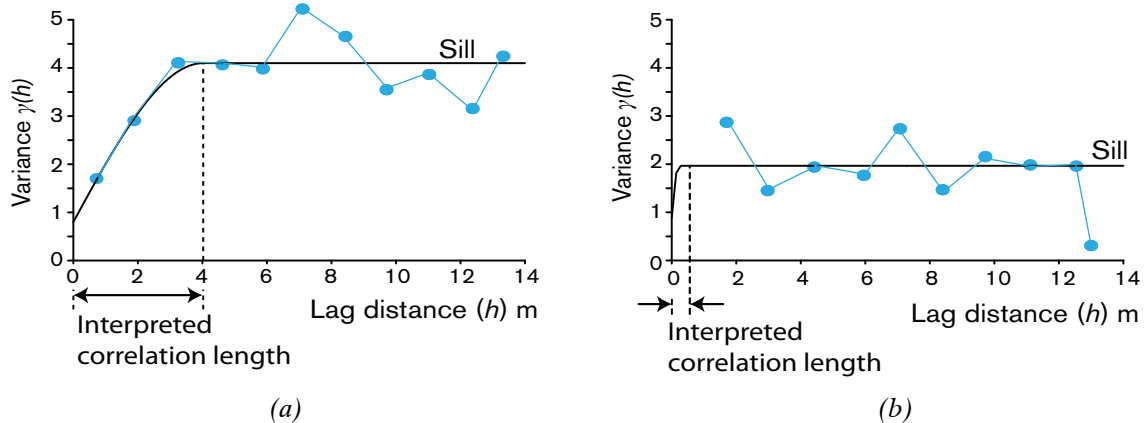 5
4
3
2
1
0
Variance γ(h)
Sill
0 2 4 6 8 10 12 14
Lag distance (h) m
Interpreted
correlation length
(a)
5
4
3
2
1
0
Variance γ(h)
Sill
0 2 4 6 8 10 12 14
Lag distance (h) m
Interpreted
correlation length
(b)